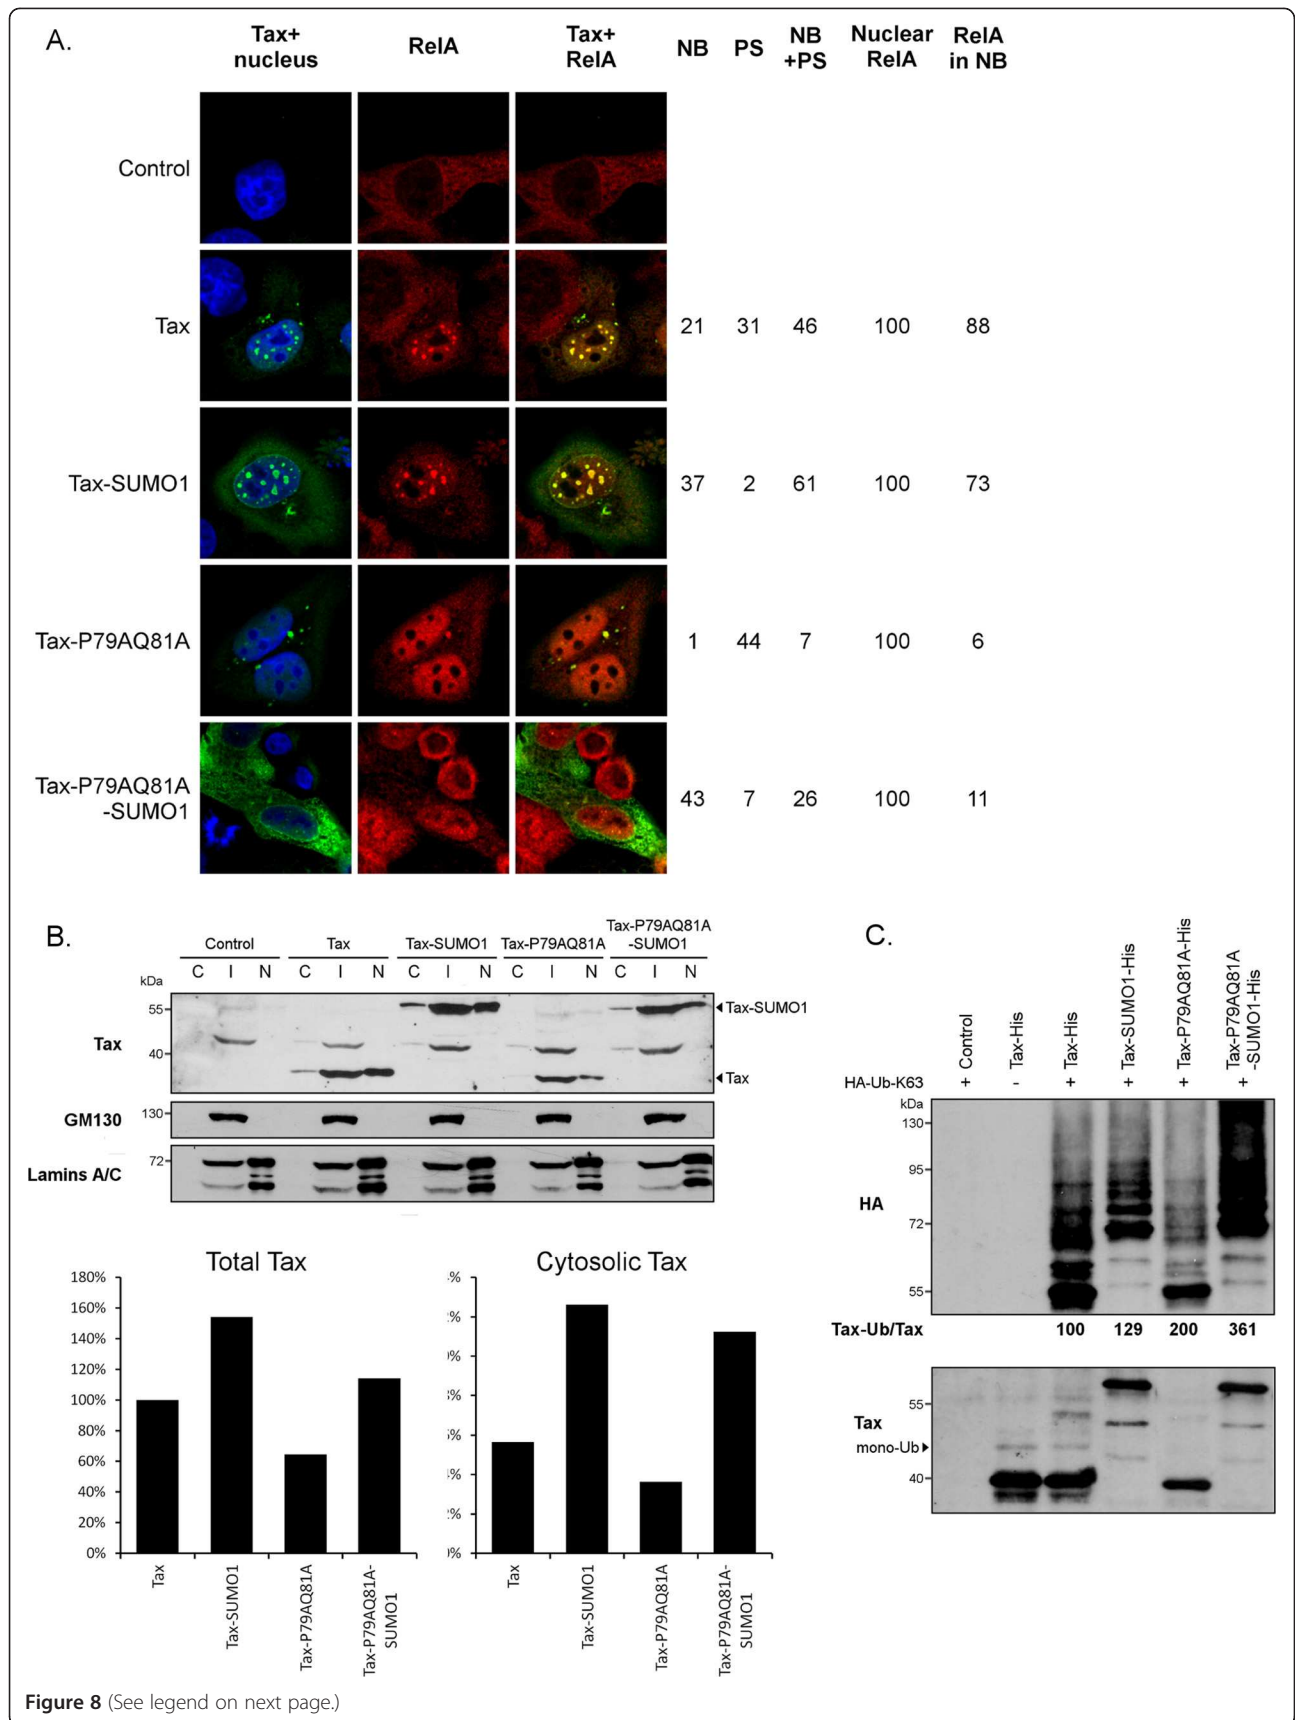 A.
Tax+ nucleus
RelA
Tax+ RelA
NB
PS
NB +PS
Nuclear RelA
RelA in NB
Control
Tax
21 31 46 100 88
Tax-SUMO1
37 2 61 100 73
Tax-P79AQ81A
1 44 7 100 6
Tax-P79AQ81A
-SUMO1
43 7 26 100 11
B.
Control
Tax
Tax-SUMO1
Tax-P79AQ81A
Tax-P79AQ81A
-SUMO1
C I N C I N C I N C I N C I N
kDa
55
Tax-SUMO1
Tax
40
Tax
GM130
130
Lamins A/C
72
Total Tax
180%
160%
140%
120%
100%
80%
60%
40%
20%
0%
Tax
Tax-SUMO1
Tax-P79AQ81A
Tax-P79AQ81A-
SUMO1
Cytosolic Tax
%
2%
0%
%
%
%
2%
0%
Tax
Tax-SUMO1
Tax-P79AQ81A
Tax-P79AQ81A-
SUMO1
C.
Control
Tax-His
Tax-His
Tax-SUMO1-His
Tax-P79AQ81A-His
Tax-P79AQ81A
-SUMO1-His
HA-Ub-K63 + - + + + +
kDa
130
95
HA
72
55
Tax-Ub/Tax 100 129 200 361
55
Tax
mono-Ub
40
Figure 8 (See legend on next page.)